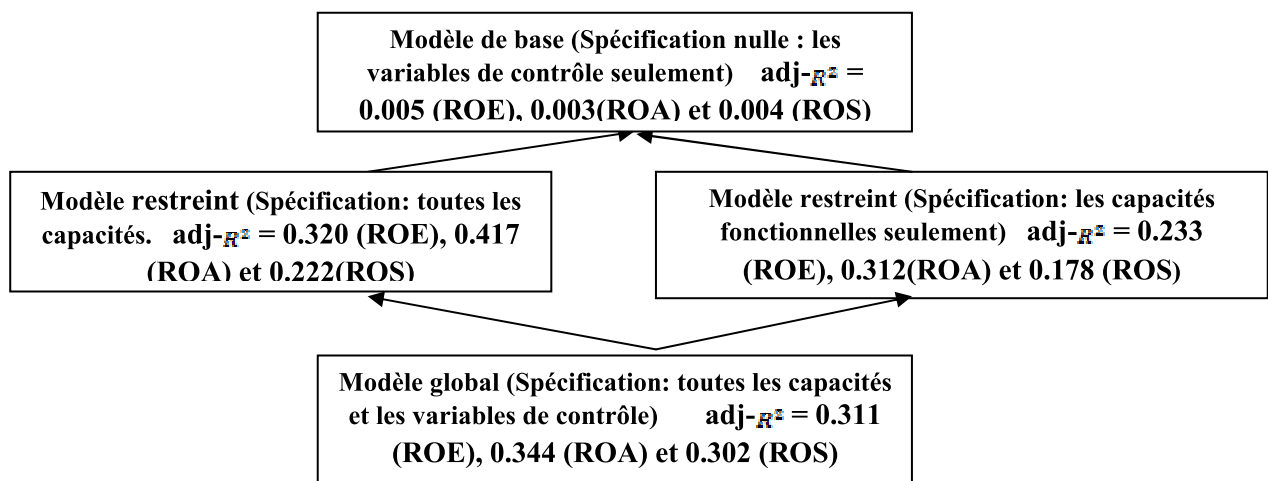 Modèle de base (Spécification nulle : les
variables de contrôle seulement) adj-R² =
0.005 (ROE), 0.003(ROA) et 0.004 (ROS)
Modèle restreint (Spécification: toutes les
capacités. adj-R² = 0.320 (ROE), 0.417
(ROA) et 0.222(ROS)
Modèle restreint (Spécification: les capacités
fonctionnelles seulement) adj-R² = 0.233
(ROE), 0.312(ROA) et 0.178 (ROS)
Modèle global (Spécification: toutes les capacités
et les variables de contrôle) adj-R² = 0.311
(ROE), 0.344 (ROA) et 0.302 (ROS)